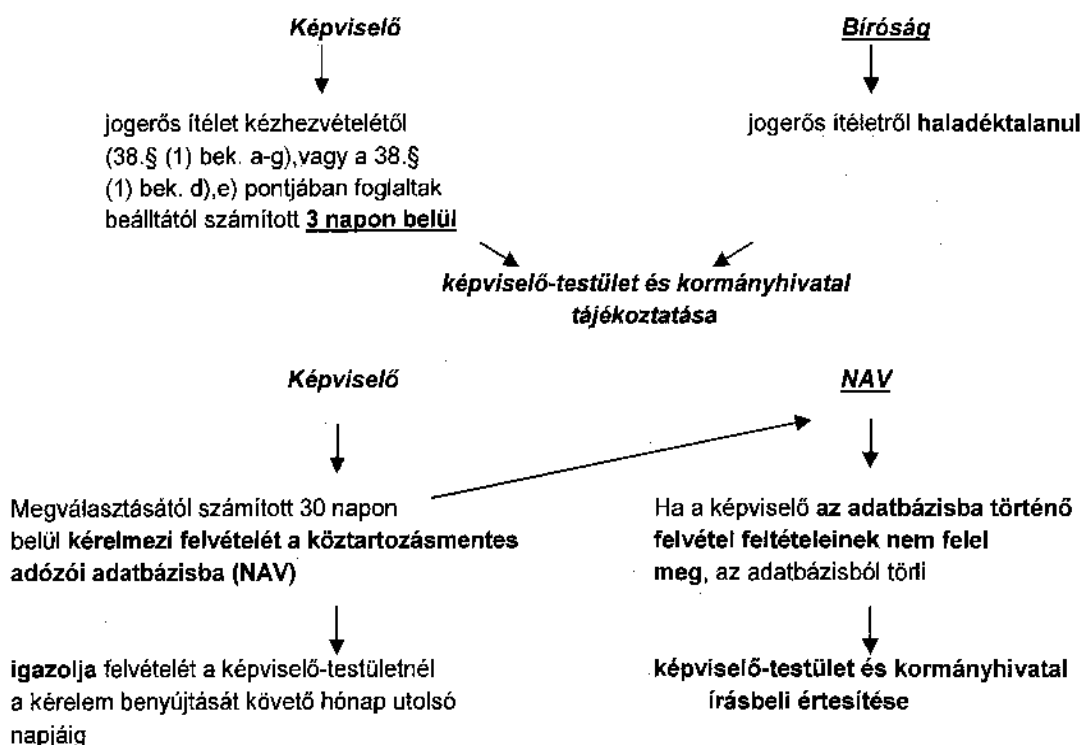 Képviselő
Bíróság
jogerős ítélet kézhezvételétől
(38.§ (1) bek. a-g),vagy a 38.§
(1) bek. d),e) pontjában foglaltak
beálltától számított 3 napon belül
jogerős ítéletről haladéktalanul
képviselő-testület és kormányhivatal
tájékoztatása
Képviselő
NAV
Megválasztásától számított 30 napon
belül kérelmezi felvételét a köztartozásmentes
adózói adatbázisba (NAV)
Ha a képviselő az adatbázisba történő
felvétel feltételeinek nem felel
meg, az adatbázisból törli
igazolja felvételét a képviselő-testületnél
a kérelem benyújtását követő hónap utolsó
napjáig
képviselő-testület és kormányhivatal
írásbeli értesítése